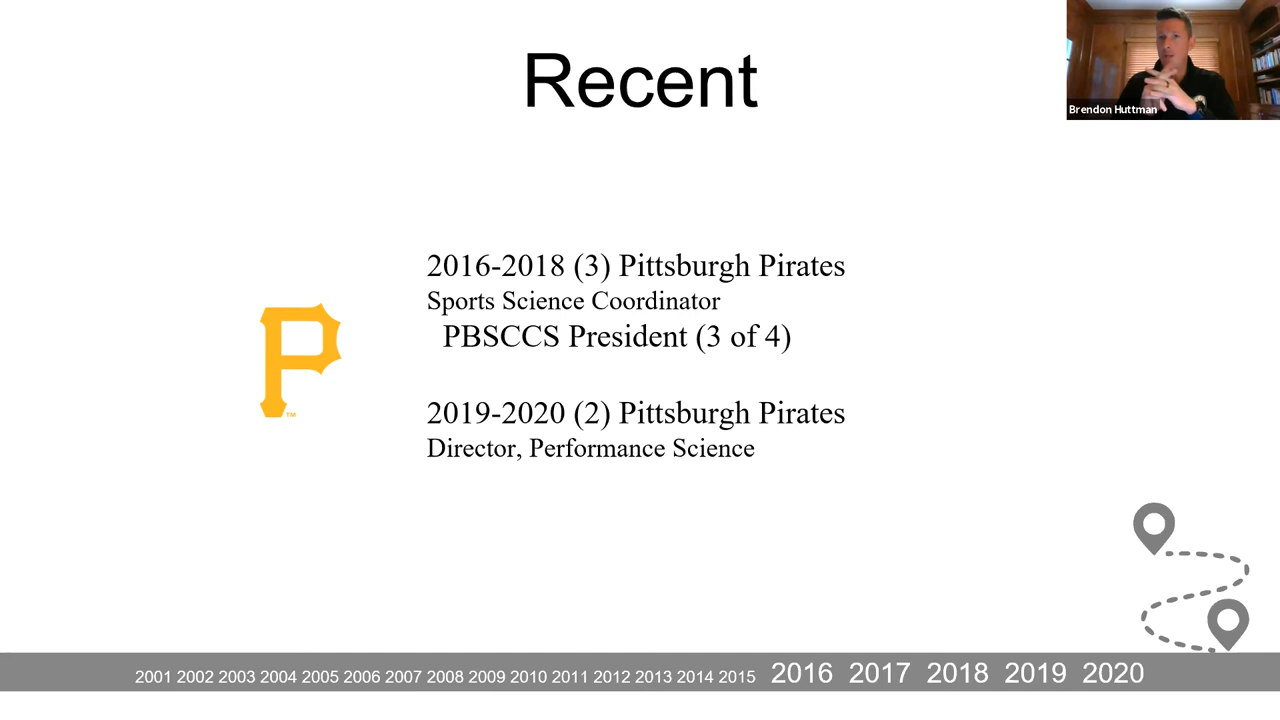 Recent
Brendon Huttman
2016-2018 (3) Pittsburgh Pirates
Sports Science Coordinator
PBSCCS President (3 of 4)
P
TM
2019-2020 (2) Pittsburgh Pirates
Director, Performance Science
2001 2002 2003 2004 2005 2006 2007 2008 2009 2010 2011 2012 2013 2014 2015 2016 2017 2018 2019 2020